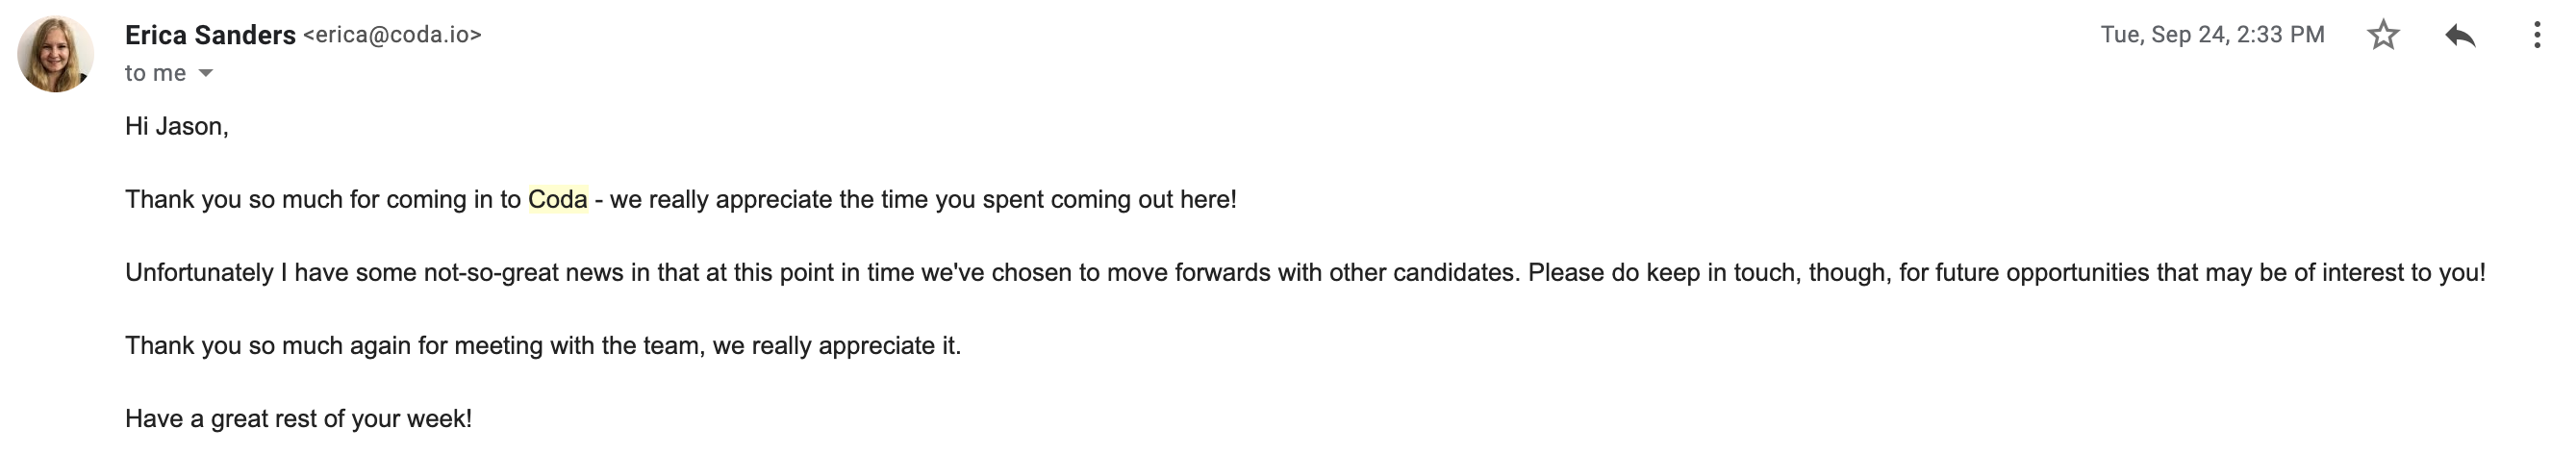 Erica Sanders <erica@coda.io>
Tue, Sep 24, 2:33 PM
to me
Hi Jason,
Thank you so much for coming in to Coda - we really appreciate the time you spent coming out here!
Unfortunately I have some not-so-great news in that at this point in time we've chosen to move forwards with other candidates. Please do keep in touch, though, for future opportunities that may be of interest to you!
Thank you so much again for meeting with the team, we really appreciate it.
Have a great rest of your week!